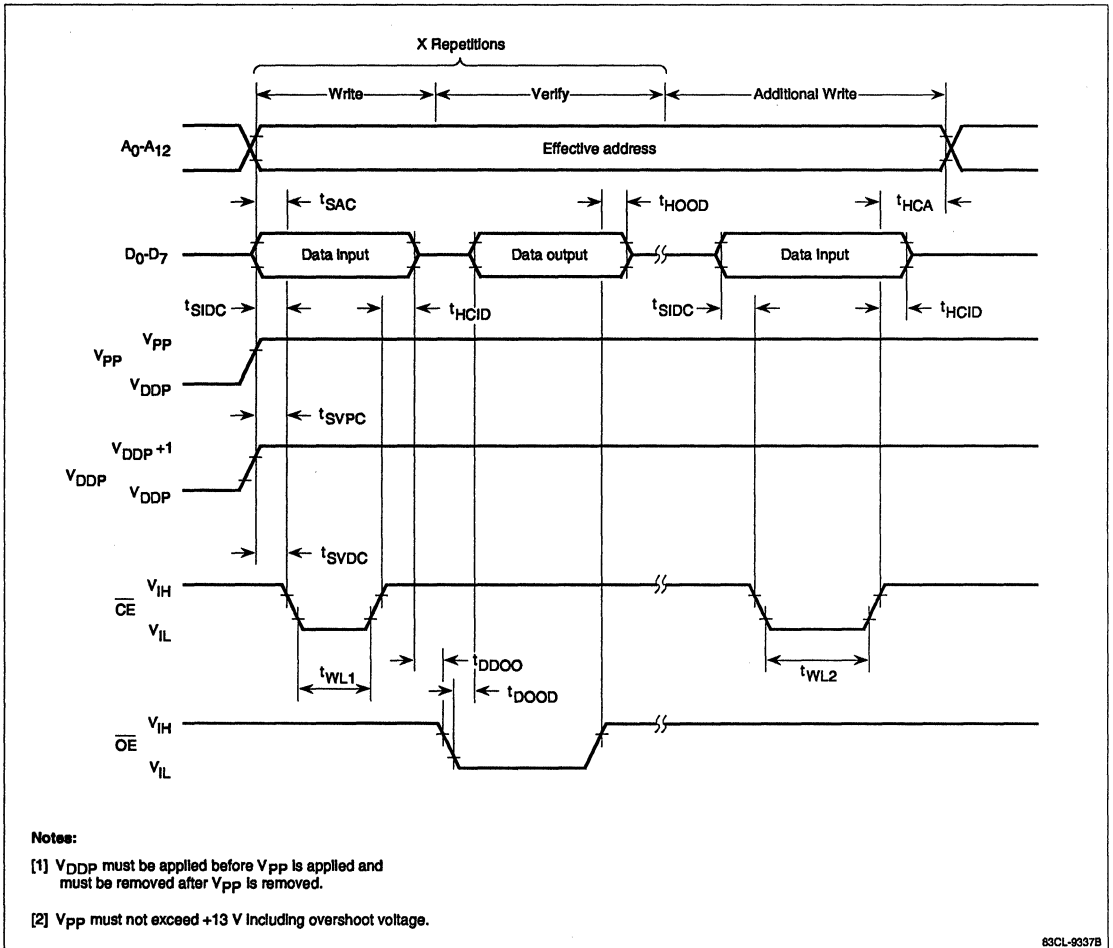 X Repetitions
Write Verify Additional Write
A0-A12 Effective address
tSAC tHOOD tHCA
D0-D7 Data Input Data output Data Input
tSIDC tHCID tSIDC tHCID
VPP
VPP
VDDP
tSVPC
VDDP +1
VDDP
VDDP
tSVDC
VIH
CE
VIL
tDDOO
tWL1 tWL2
tDOOD
VIH
OE
VIL
Notes:
[1] VDDP must be applied before VPP is applied and
must be removed after VPP is removed.
[2] VPP must not exceed +13 V including overshoot voltage.
83CL-9337B